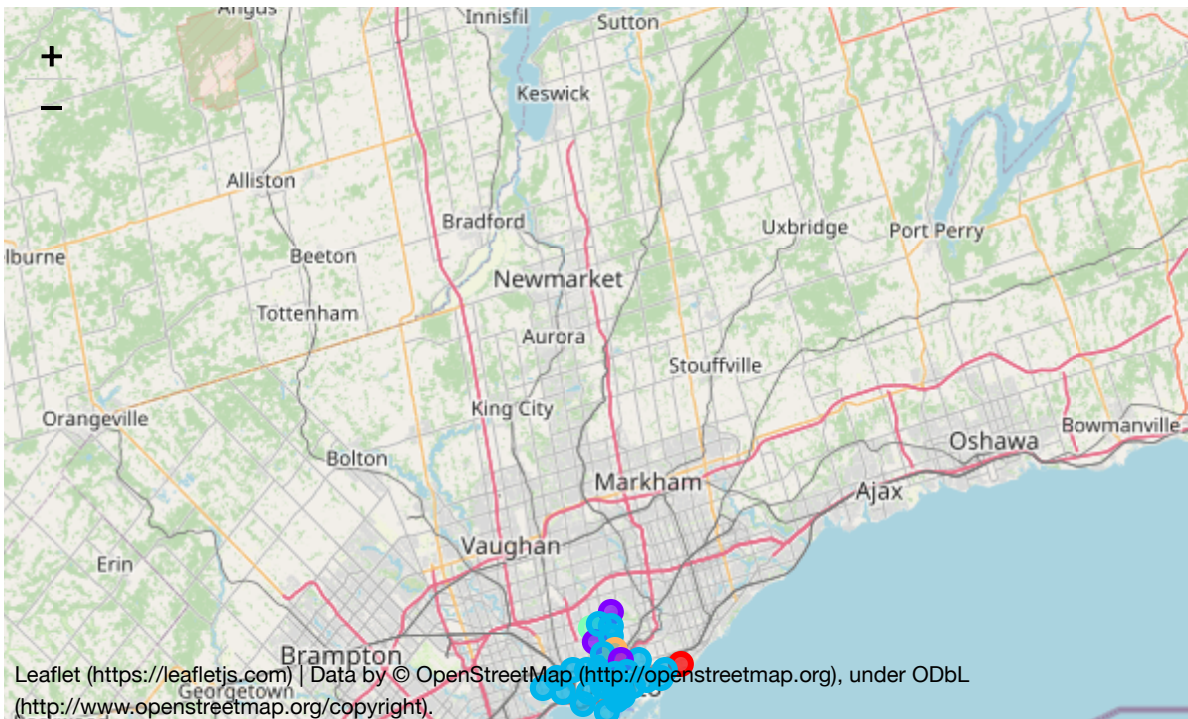 Angus
Innisfil
Sutton
+
−
Keswick
Alliston
Bradford
Uxbridge
Port Perry
elburne
Beeton
Newmarket
Tottenham
Aurora
Stouffville
King City
Orangeville
Bowmanville
Oshawa
Bolton
Markham
Ajax
Vaughan
Erin
Brampton
Leaflet (https://leafletjs.com) | Data by © OpenStreetMap (http://openstreetmap.org), under ODbL
Georgetown
(http://www.openstreetmap.org/copyright).